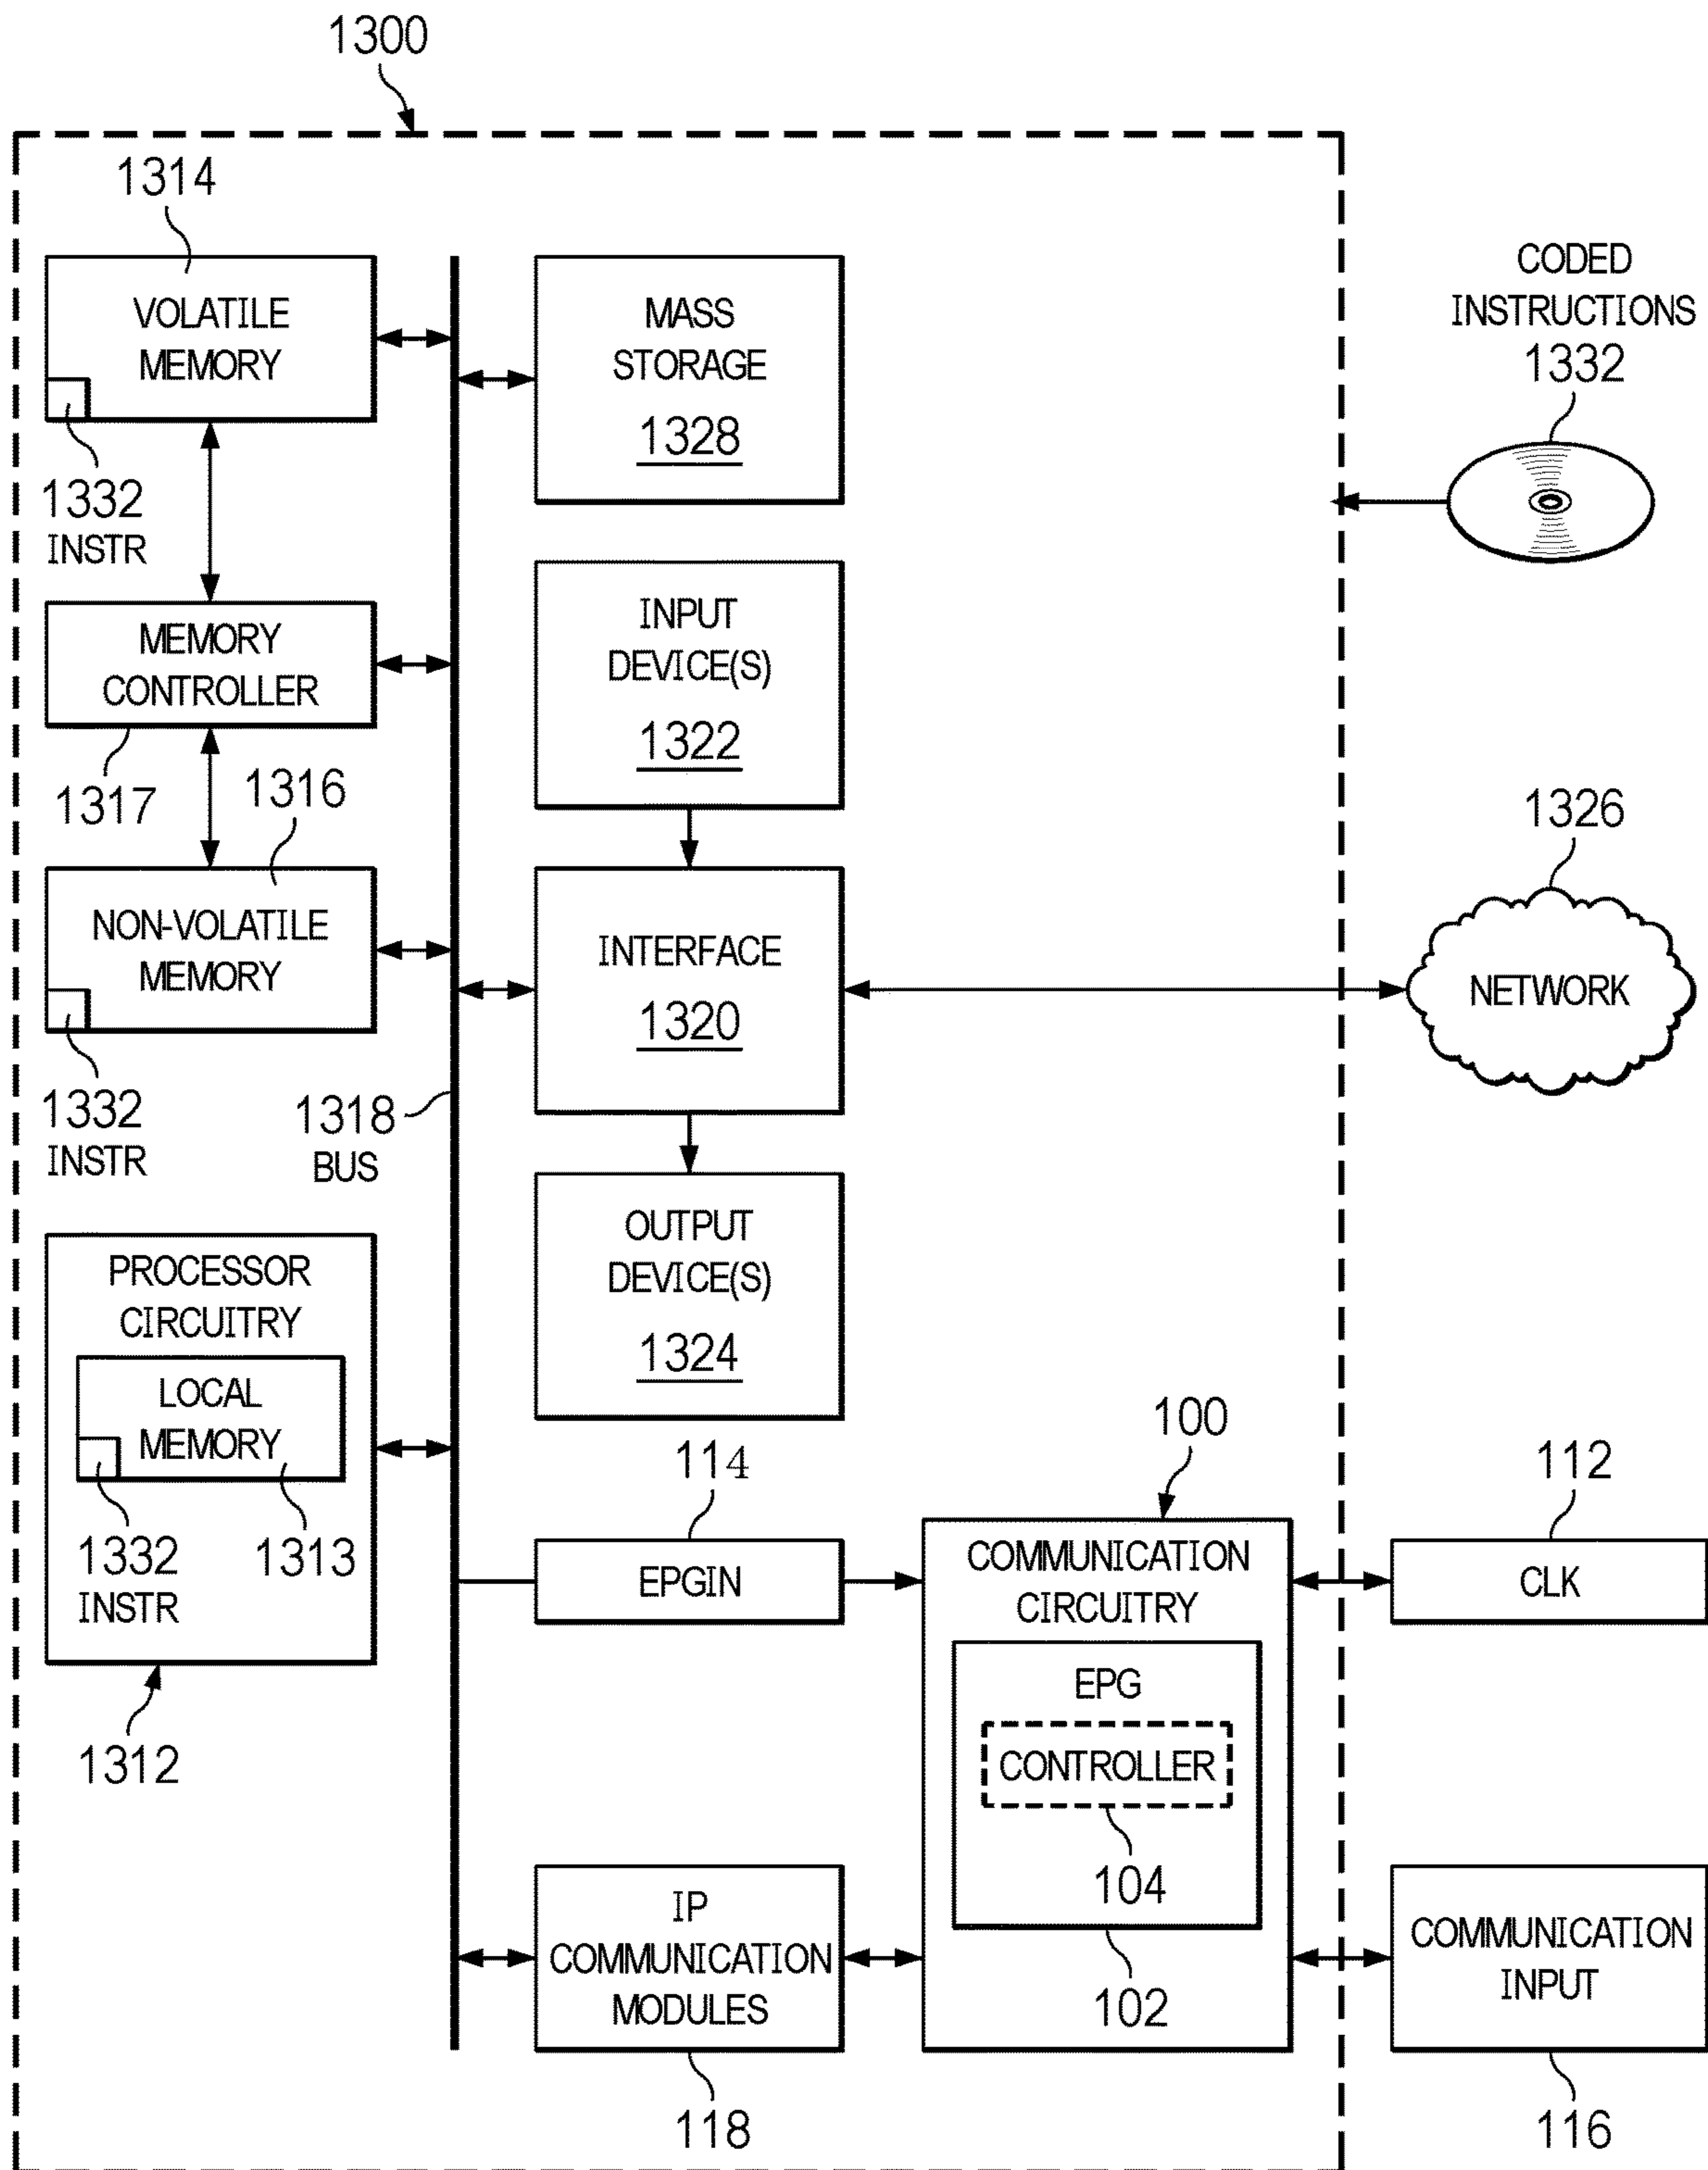 1300
1314
VOLATILE
MEMORY
1332
INSTR
MEMORY
CONTROLLER
1317
1316
NON-VOLATILE
MEMORY
1332
INSTR
1318
BUS
PROCESSOR
CIRCUITRY
LOCAL
MEMORY
1332
INSTR
1313
1312
MASS
STORAGE
1328
INPUT
DEVICE(S)
1322
INTERFACE
1320
OUTPUT
DEVICE(S)
1324
114
EPGIN
IP
COMMUNICATION
MODULES
118
100
COMMUNICATION
CIRCUITRY
EPG
CONTROLLER
104
102
CODED
INSTRUCTIONS
1332
1326
NETWORK
112
CLK
COMMUNICATION
INPUT
116